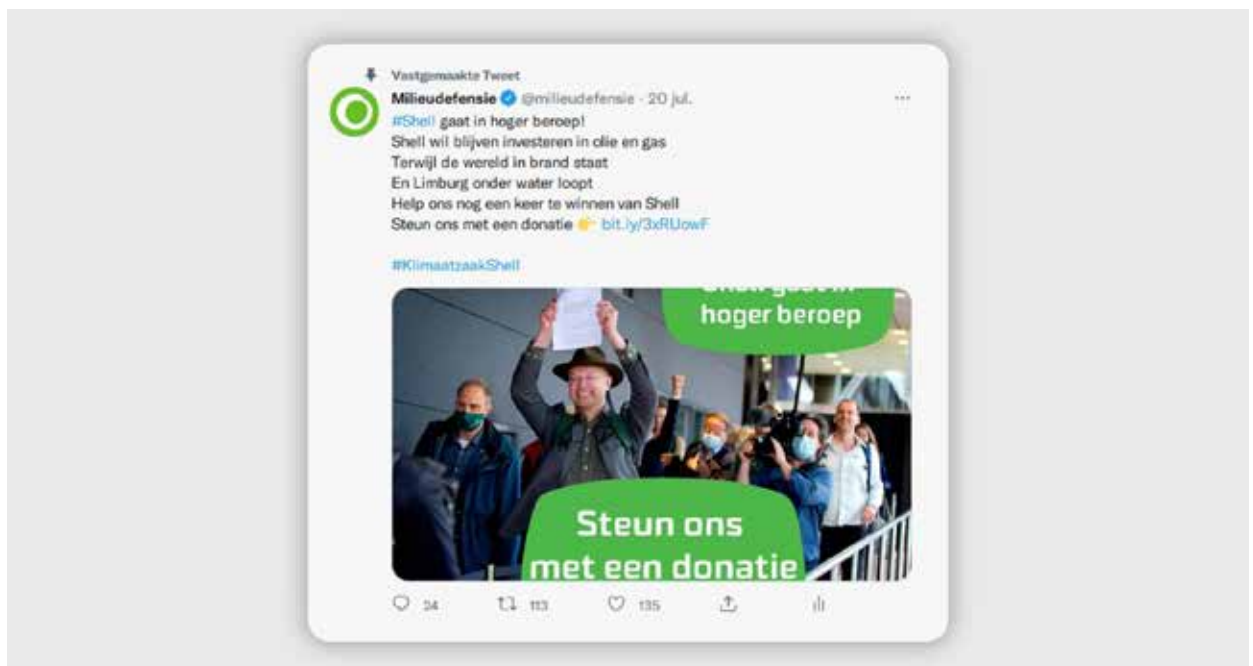 Vastgemaakte Tweet
Milieudefensie @milieudefensie · 20 jul.
#Shell gaat in hoger beroep!
Shell wil blijven investeren in olie en gas
Terwijl de wereld in brand staat
En Limburg onder water loopt
Help ons nog een keer te winnen van Shell
Steun ons met een donatie 👉 bit.ly/3xRUowF
#KlimaatzaakShell
Shell gaat in
hoger beroep
Steun ons
met een donatie
24 113 135